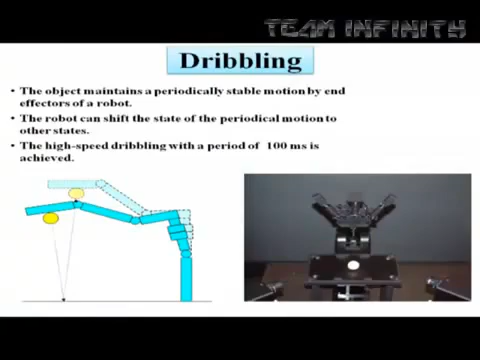 TEAM INFINITY
Dribbling
• The object maintains a periodically stable motion by end
effectors of a robot.
• The robot can shift the state of the periodical motion to
other states.
• The high-speed dribbling with a period of 100 ms is
achieved.